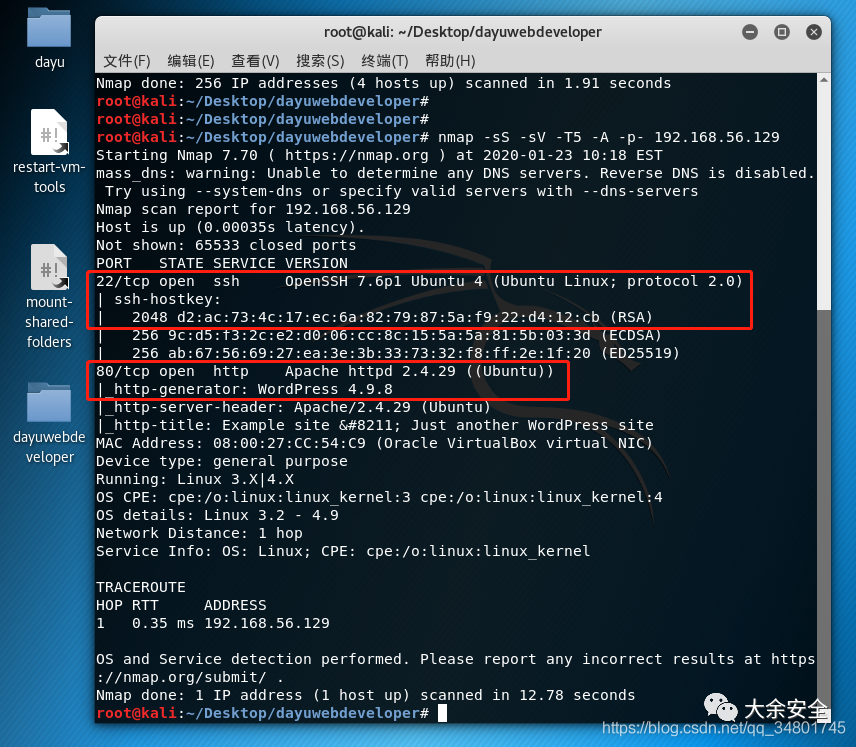 root@kali: ~/Desktop/dayuwebdeveloper
文件(F) 编辑(E) 查看(V) 搜索(S) 终端(T) 帮助(H)
dayu
restart-vm-
tools
mount-
shared-
folders
dayuwebde
veloper
Nmap done: 256 IP addresses (4 hosts up) scanned in 1.91 seconds
root@kali:~/Desktop/dayuwebdeveloper#
root@kali:~/Desktop/dayuwebdeveloper#
root@kali:~/Desktop/dayuwebdeveloper# nmap -sS -sV -T5 -A -p- 192.168.56.129
Starting Nmap 7.70 ( https://nmap.org ) at 2020-01-23 10:18 EST
mass_dns: warning: Unable to determine any DNS servers. Reverse DNS is disabled.
 Try using --system-dns or specify valid servers with --dns-servers
Nmap scan report for 192.168.56.129
Host is up (0.00035s latency).
Not shown: 65533 closed ports
PORT   STATE SERVICE VERSION
22/tcp open  ssh     OpenSSH 7.6p1 Ubuntu 4 (Ubuntu Linux; protocol 2.0)
| ssh-hostkey:
|   2048 d2:ac:73:4c:17:ec:6a:82:79:87:5a:f9:22:d4:12:cb (RSA)
|   256 9c:d5:f3:2c:e2:d0:06:cc:8c:15:5a:5a:81:5b:03:3d (ECDSA)
|   256 ab:67:56:69:27:ea:3e:3b:33:73:32:f8:ff:2e:1f:20 (ED25519)
80/tcp open  http    Apache httpd 2.4.29 ((Ubuntu))
|_http-generator: WordPress 4.9.8
|_http-server-header: Apache/2.4.29 (Ubuntu)
|_http-title: Example site &#8211; Just another WordPress site
MAC Address: 08:00:27:CC:54:C9 (Oracle VirtualBox virtual NIC)
Device type: general purpose
Running: Linux 3.X|4.X
OS CPE: cpe:/o:linux:linux_kernel:3 cpe:/o:linux:linux_kernel:4
OS details: Linux 3.2 - 4.9
Network Distance: 1 hop
Service Info: OS: Linux; CPE: cpe:/o:linux:linux_kernel
TRACEROUTE
HOP RTT     ADDRESS
1   0.35 ms 192.168.56.129
OS and Service detection performed. Please report any incorrect results at https
://nmap.org/submit/ .
Nmap done: 1 IP address (1 host up) scanned in 12.78 seconds
root@kali:~/Desktop/dayuwebdeveloper#
大余安全
https://blog.csdn.net/qq_34801745